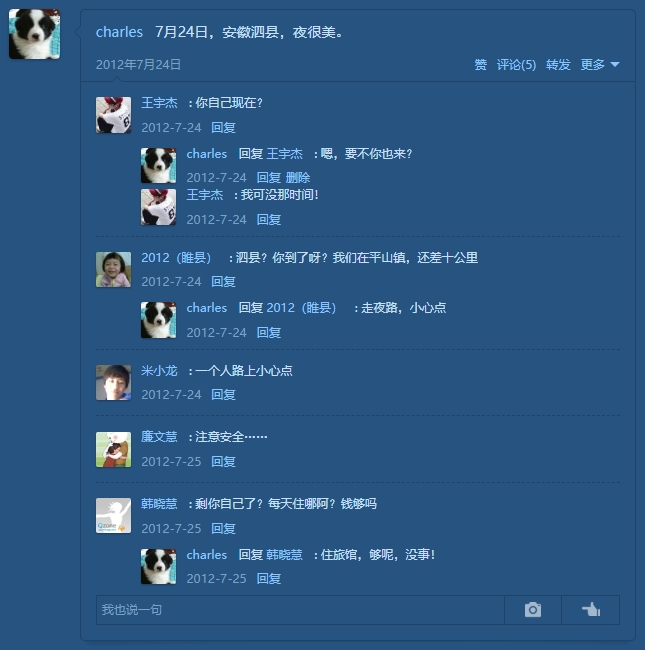 charles 7月24日，安徽泗县，夜很美。
2012年7月24日 赞 评论(5) 转发 更多
王宇杰 ：你自己现在？
2012-7-24 回复
charles 回复 王宇杰 ：嗯，要不你也来？
2012-7-24 回复 删除
王宇杰 ：我可没那时间！
2012-7-24 回复
2012（睢县） ：泗县？你到了呀？我们在平山镇，还差十公里
2012-7-24 回复
charles 回复 2012（睢县） ：走夜路，小心点
2012-7-24 回复
米小龙 ：一个人路上小心点
2012-7-24 回复
廉文慧 ：注意安全……
2012-7-25 回复
韩晓慧 ：剩你自己了？每天住哪阿？钱够吗
2012-7-25 回复
charles 回复 韩晓慧 ：住旅馆，够呢，没事！
2012-7-25 回复
我也说一句